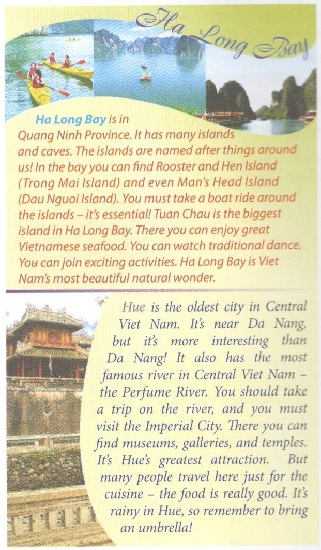 Ha Long Bay
Ha Long Bay is in
Quang Ninh Province. It has many islands
and caves. The islands are named after things around
us! In the bay you can find Rooster and Hen Island
(Trong Mai Island) and even Man's Head Island
(Dau Nguoi Island). You must take a boat ride around
the islands – it's essential! Tuan Chau is the biggest
island in Ha Long Bay. There you can enjoy great
Vietnamese seafood. You can watch traditional dance.
You can join exciting activities. Ha Long Bay is Viet
Nam's most beautiful natural wonder.
Hue is the oldest city in Central
Viet Nam. It's near Da Nang,
but it's more interesting than
Da Nang! It also has the most
famous river in Central Viet Nam –
the Perfume River. You should take
a trip on the river, and you must
visit the Imperial City. There you can
find museums, galleries, and temples.
It's Hue's greatest attraction. But
many people travel here just for the
cuisine – the food is really good. It's
rainy in Hue, so remember to bring
an umbrella!